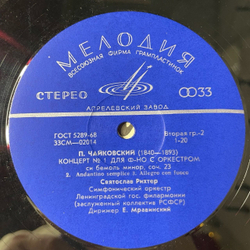 МЕЛОДИЯ
ВСЕСОЮЗНАЯ ФИРМА ГРАМПЛАСТИНОК
СТЕРЕО
33
АПРЕЛЕВСКИЙ ЗАВОД
ГОСТ 5289-68
Вторая гр.-2
33СМ—02014
1-20
П. ЧАЙКОВСКИЙ (1840—1893)
КОНЦЕРТ № 1 ДЛЯ Ф-НО С ОРКЕСТРОМ
си бемоль минор, соч. 23
2. Andantino semplice 3. Allegro con fuoco
Святослав Рихтер
Симфонический оркестр
Ленинградской гос. филармонии
(заслуженный коллектив РСФСР)
Дирижер Е. Мравинский